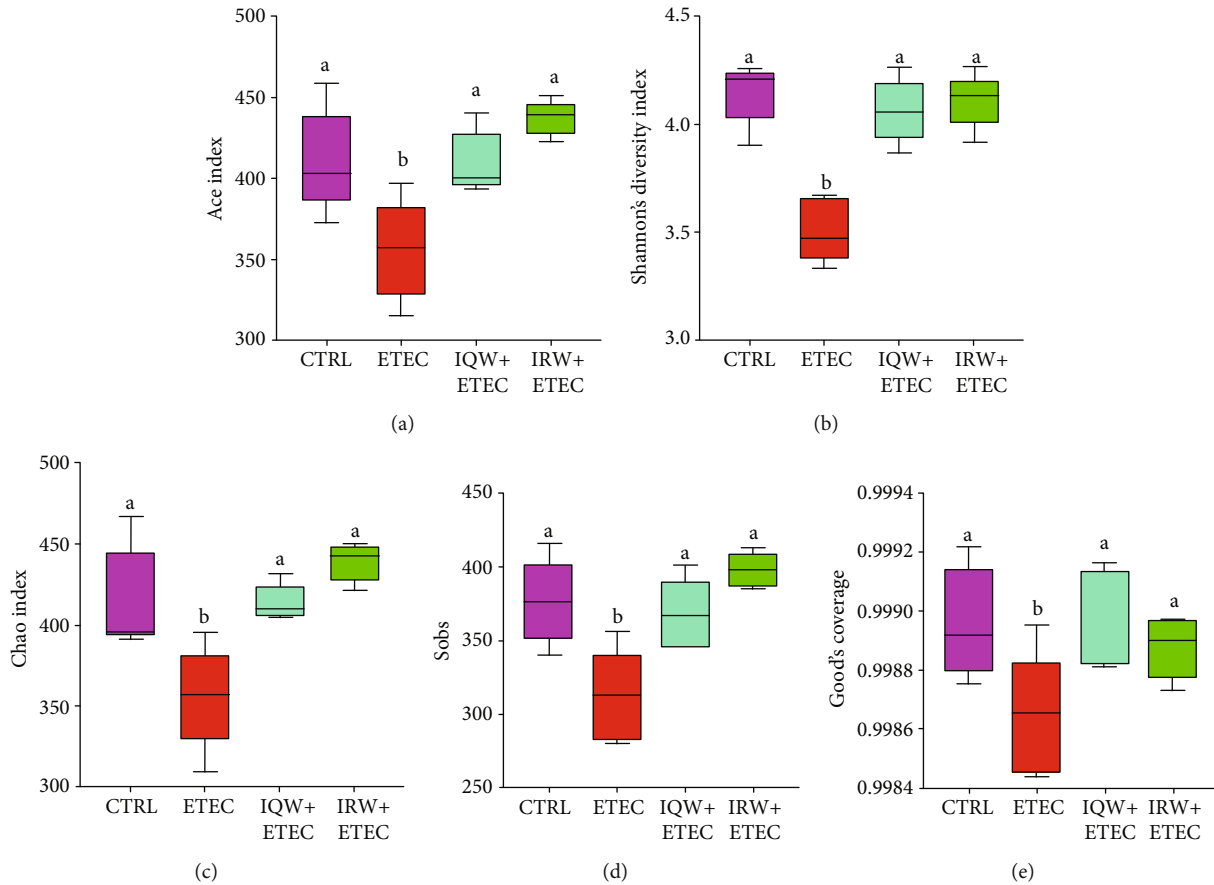 500
450
400
350
300
Ace index
a
b
a
a
CTRL
ETEC
IQW+
ETEC
IRW+
ETEC
(a)
4.5
4.0
3.5
3.0
Shannon's diversity index
a
b
a
a
CTRL
ETEC
IQW+
ETEC
IRW+
ETEC
(b)
500
450
400
350
300
Chao index
a
b
a
a
CTRL
ETEC
IQW+
ETEC
IRW+
ETEC
(c)
450
400
350
300
250
Sobs
a
b
a
a
CTRL
ETEC
IQW+
ETEC
IRW+
ETEC
(d)
0.9994
0.9992
0.9990
0.9988
0.9986
0.9984
Good's coverage
a
b
a
a
CTRL
ETEC
IQW+
ETEC
IRW+
ETEC
(e)